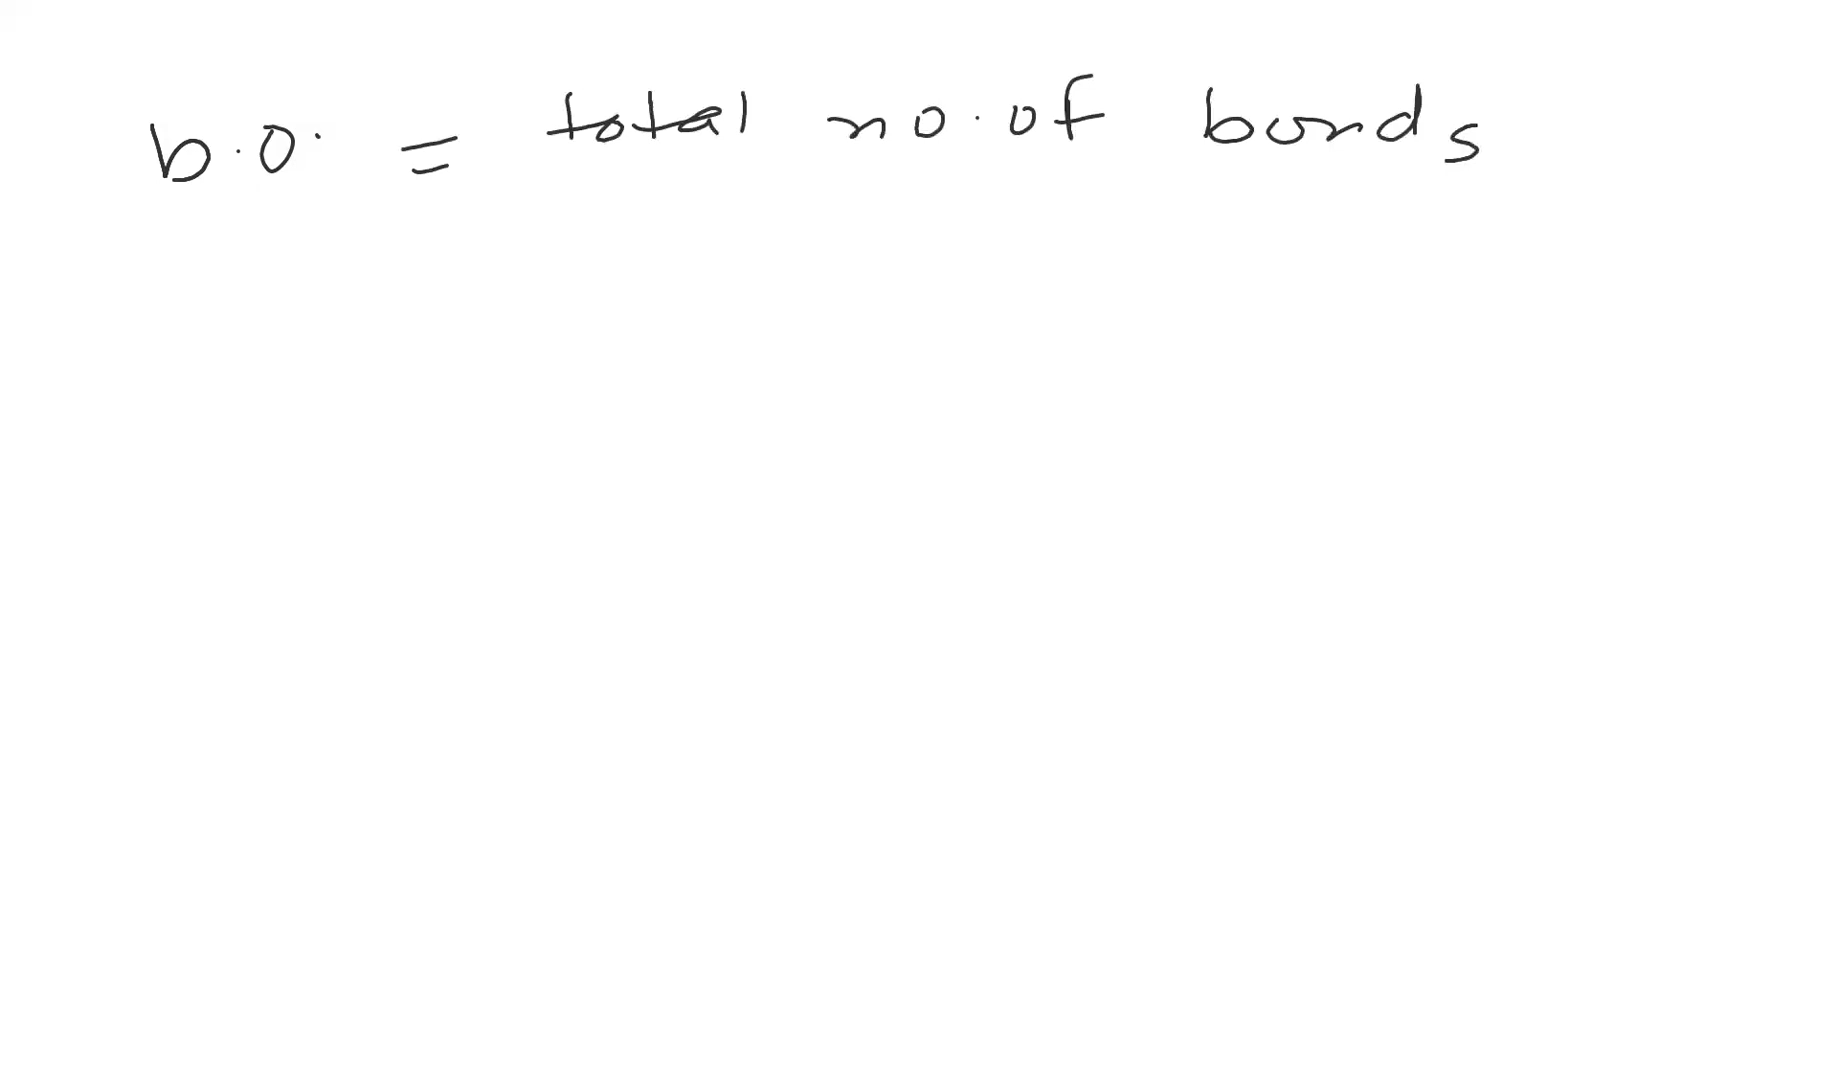 b.o. = total no. of bonds